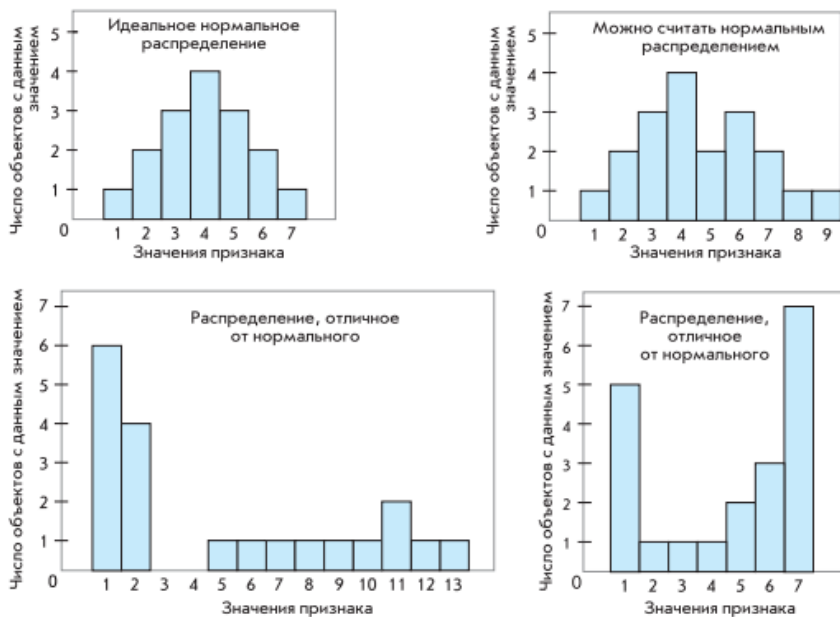 Идеальное нормальное
распределение
Число объектов с данным
значением
5
4
3
2
1
0
1 2 3 4 5 6 7
Значения признака
Можно считать нормальным
распределением
Число объектов с данным
значением
5
4
3
2
1
0
1 2 3 4 5 6 7 8 9
Значения признака
Распределение, отличное
от нормального
Число объектов с данным значением
7
6
5
4
3
2
1
0
1 2 3 4 5 6 7 8 9 10 11 12 13
Значения признака
Распределение,
отличное
от нормального
Число объектов с данным значением
7
6
5
4
3
2
1
0
1 2 3 4 5 6 7
Значения признака